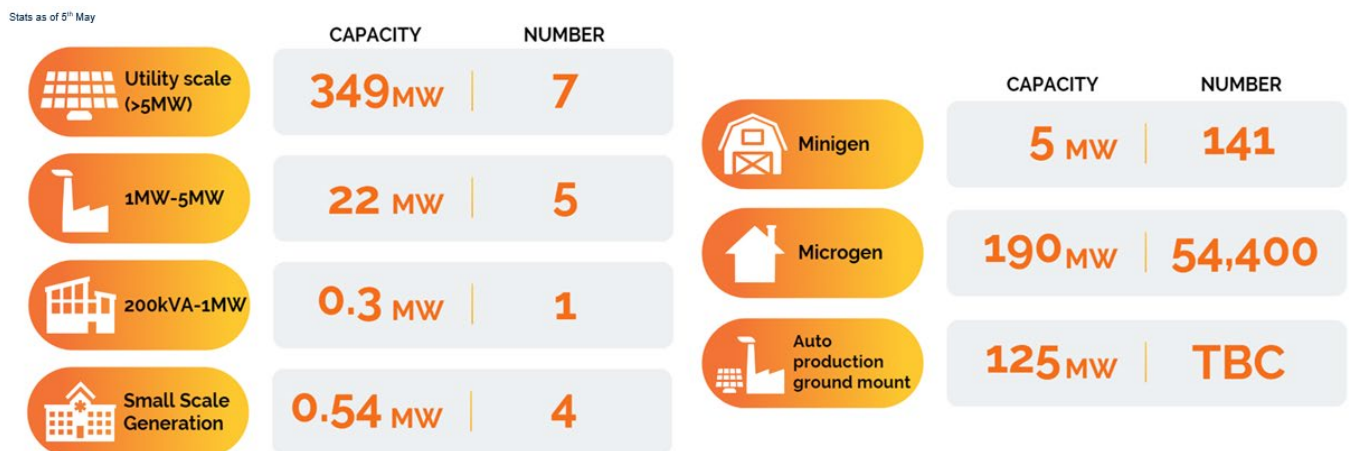 Stats as of 5th May
CAPACITY NUMBER
Utility scale
(>5MW)
349MW 7
1MW-5MW
22 MW 5
200kVA-1MW
0.3 MW 1
Small Scale
Generation
0.54 MW 4
CAPACITY NUMBER
Minigen
5 MW 141
Microgen
190MW 54,400
Auto
production
ground mount
125MW TBC